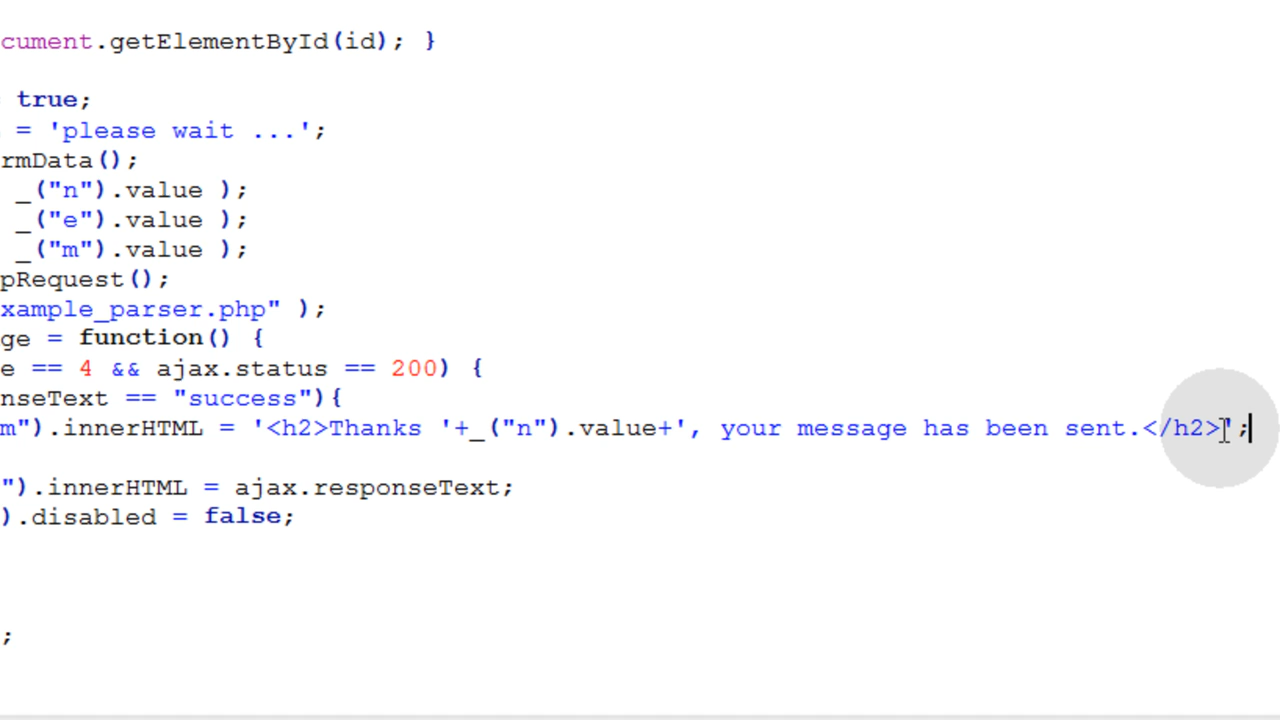 cument.getElementById(id); }
true;
= 'please wait ...';
rmData();
_("n").value );
_("e").value );
_("m").value );
pRequest();
xample_parser.php" );
ge = function() {
e == 4 && ajax.status == 200) {
nseText == "success"){
m").innerHTML = '<h2>Thanks '+_("n").value+', your message has been sent.</h2>';
").innerHTML = ajax.responseText;
).disabled = false;
;